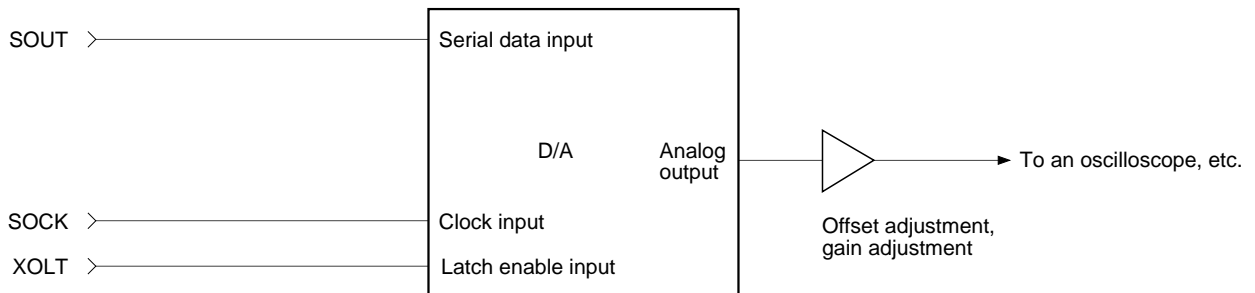 SOUT
Serial data input
D/A
Analog
output
To an oscilloscope, etc.
SOCK
Clock input
Offset adjustment,
gain adjustment
XOLT
Latch enable input